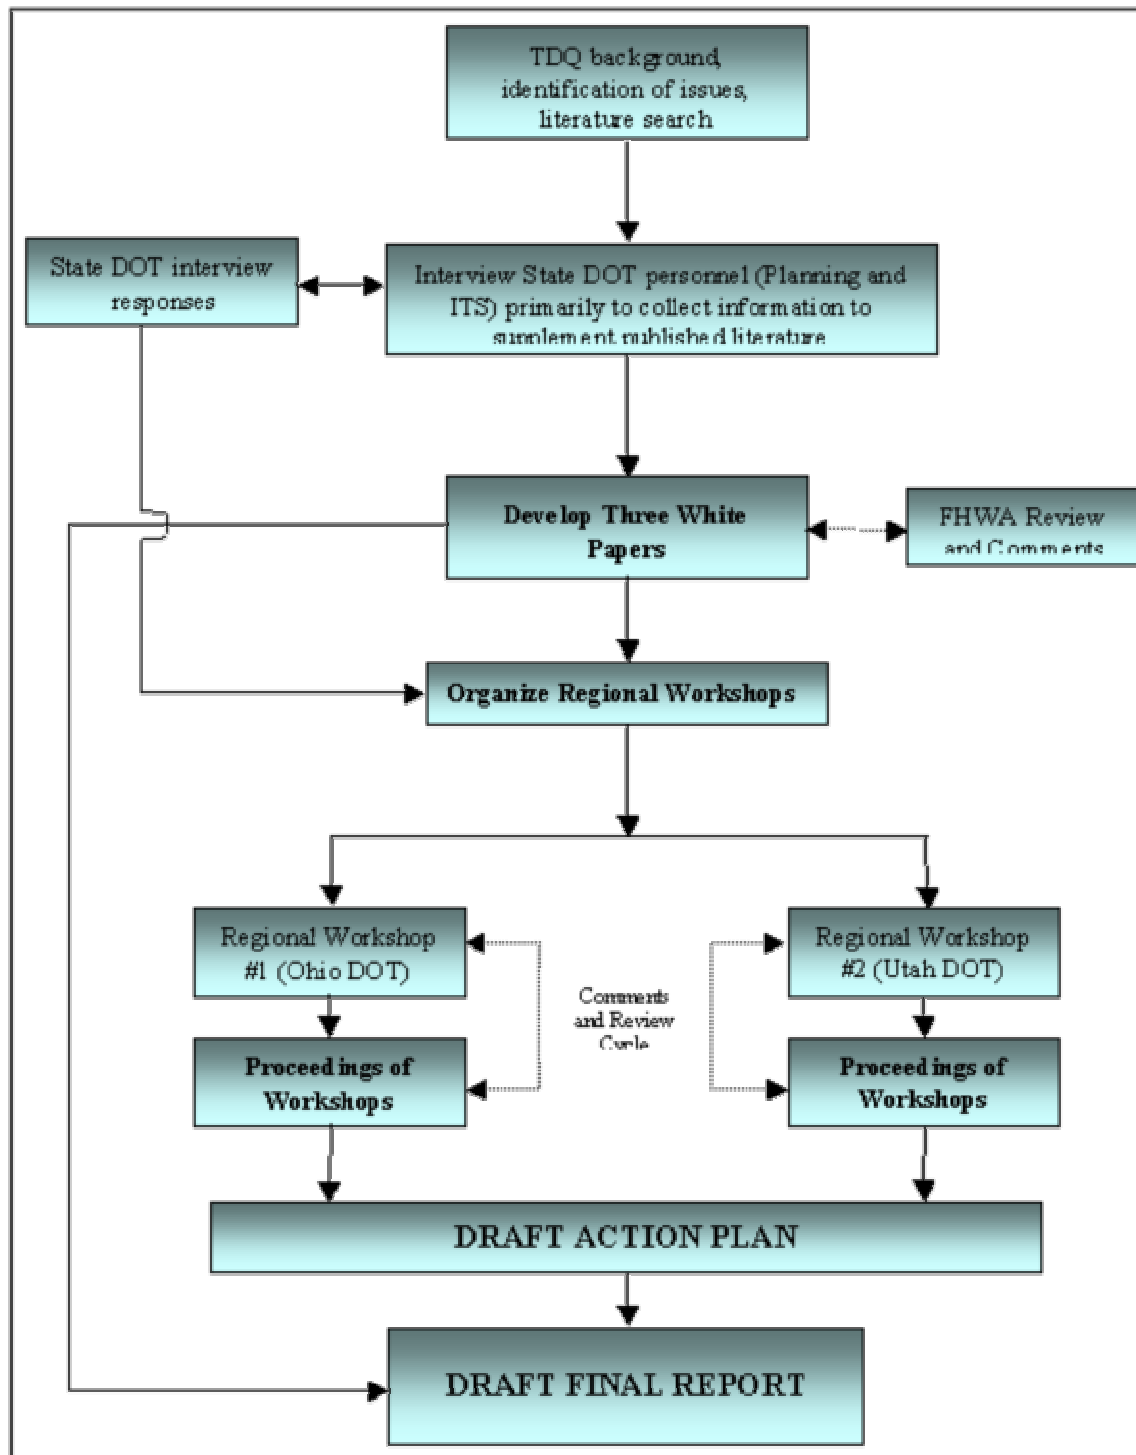 TDQ background,
identification of issues,
literature search
State DOT interview
responses
Interview State DOT personnel (Planning and
ITS) primarily to collect information to
supplement published literature
Develop Three White
Papers
FHWA Review
and Comments
Organize Regional Workshops
Regional Workshop
#1 (Ohio DOT)
Comments
and Review
Cycle
Regional Workshop
#2 (Utah DOT)
Proceedings of
Workshops
Proceedings of
Workshops
DRAFT ACTION PLAN
DRAFT FINAL REPORT